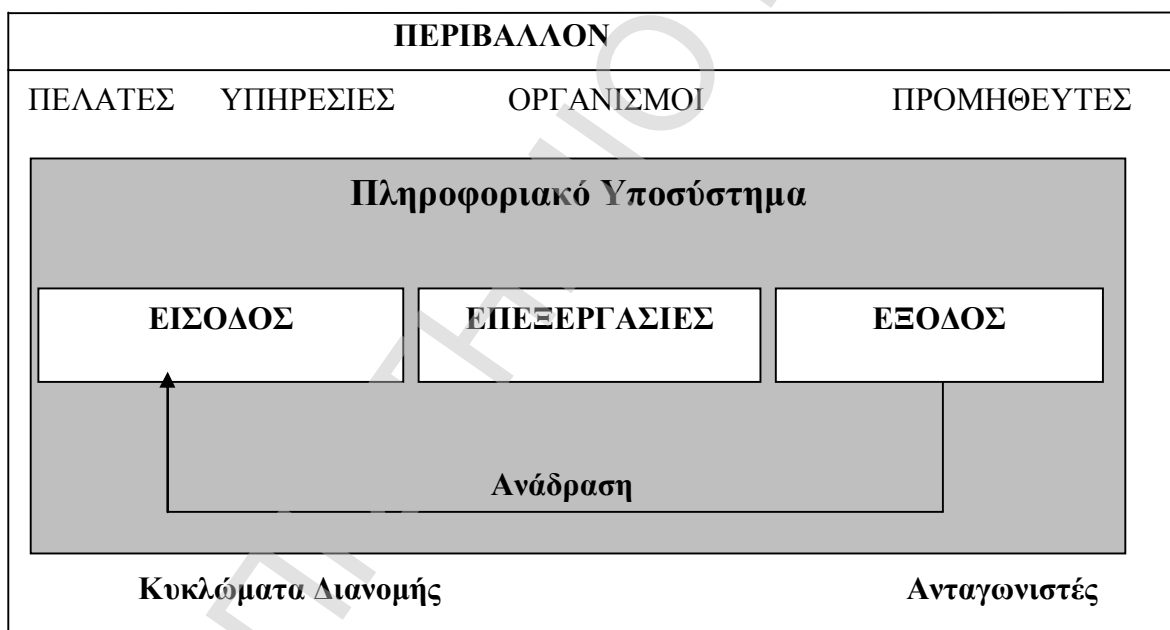 ΠΕΡΙΒΑΛΛΟΝ
ΠΕΛΑΤΕΣ ΥΠΗΡΕΣΙΕΣ ΟΡΓΑΝΙΣΜΟΙ ΠΡΟΜΗΘΕΥΤΕΣ
Πληροφοριακό Υποσύστημα
ΕΙΣΟΔΟΣ ΕΠΕΞΕΡΓΑΣΙΕΣ ΕΞΟΔΟΣ
Ανάδραση
Κυκλώματα Διανομής Ανταγωνιστές